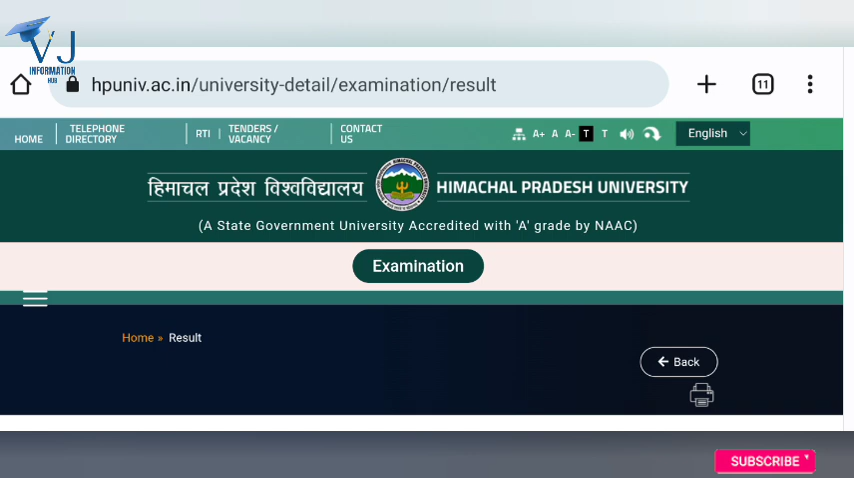 VJ
INFORMATION
HUB
hpuniv.ac.in/university-detail/examination/result
11
HOME
TELEPHONE
DIRECTORY
RTI
TENDERS /
VACANCY
CONTACT
US
A+ A A- T T
English
हिमाचल प्रदेश विश्वविद्यालय
HIMACHAL PRADESH UNIVERSITY
(A State Government University Accredited with 'A' grade by NAAC)
Examination
Home » Result
Back
SUBSCRIBE